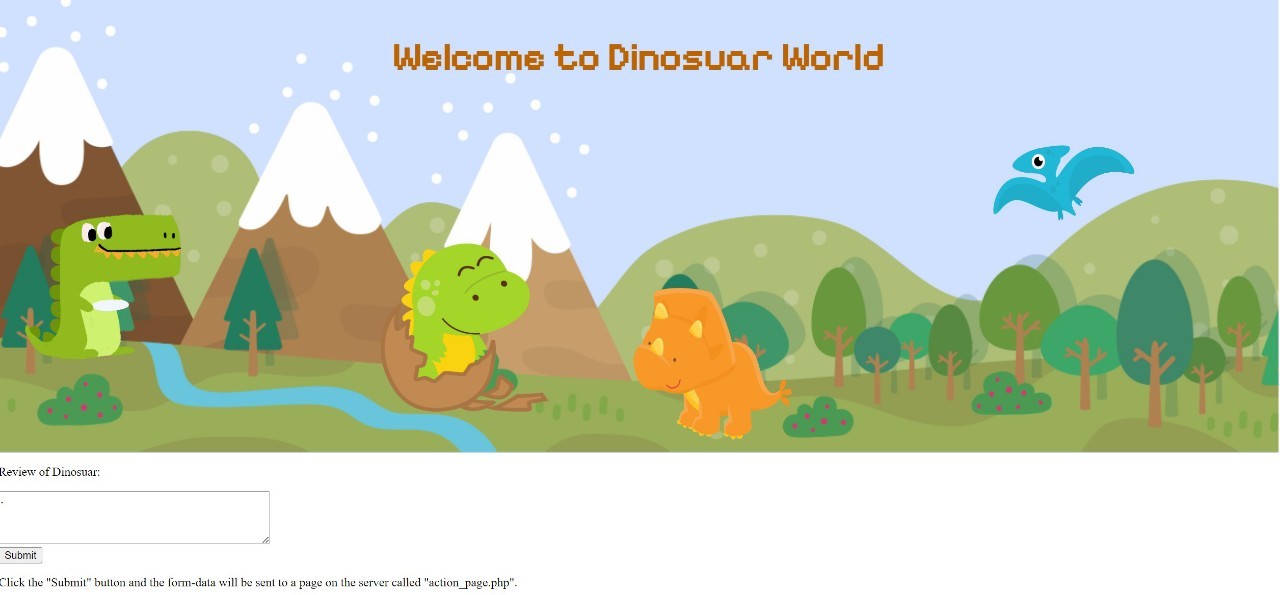 Welcome to Dinosuar World
Review of Dinosuar:
.
Submit
Click the "Submit" button and the form-data will be sent to a page on the server called "action_page.php".